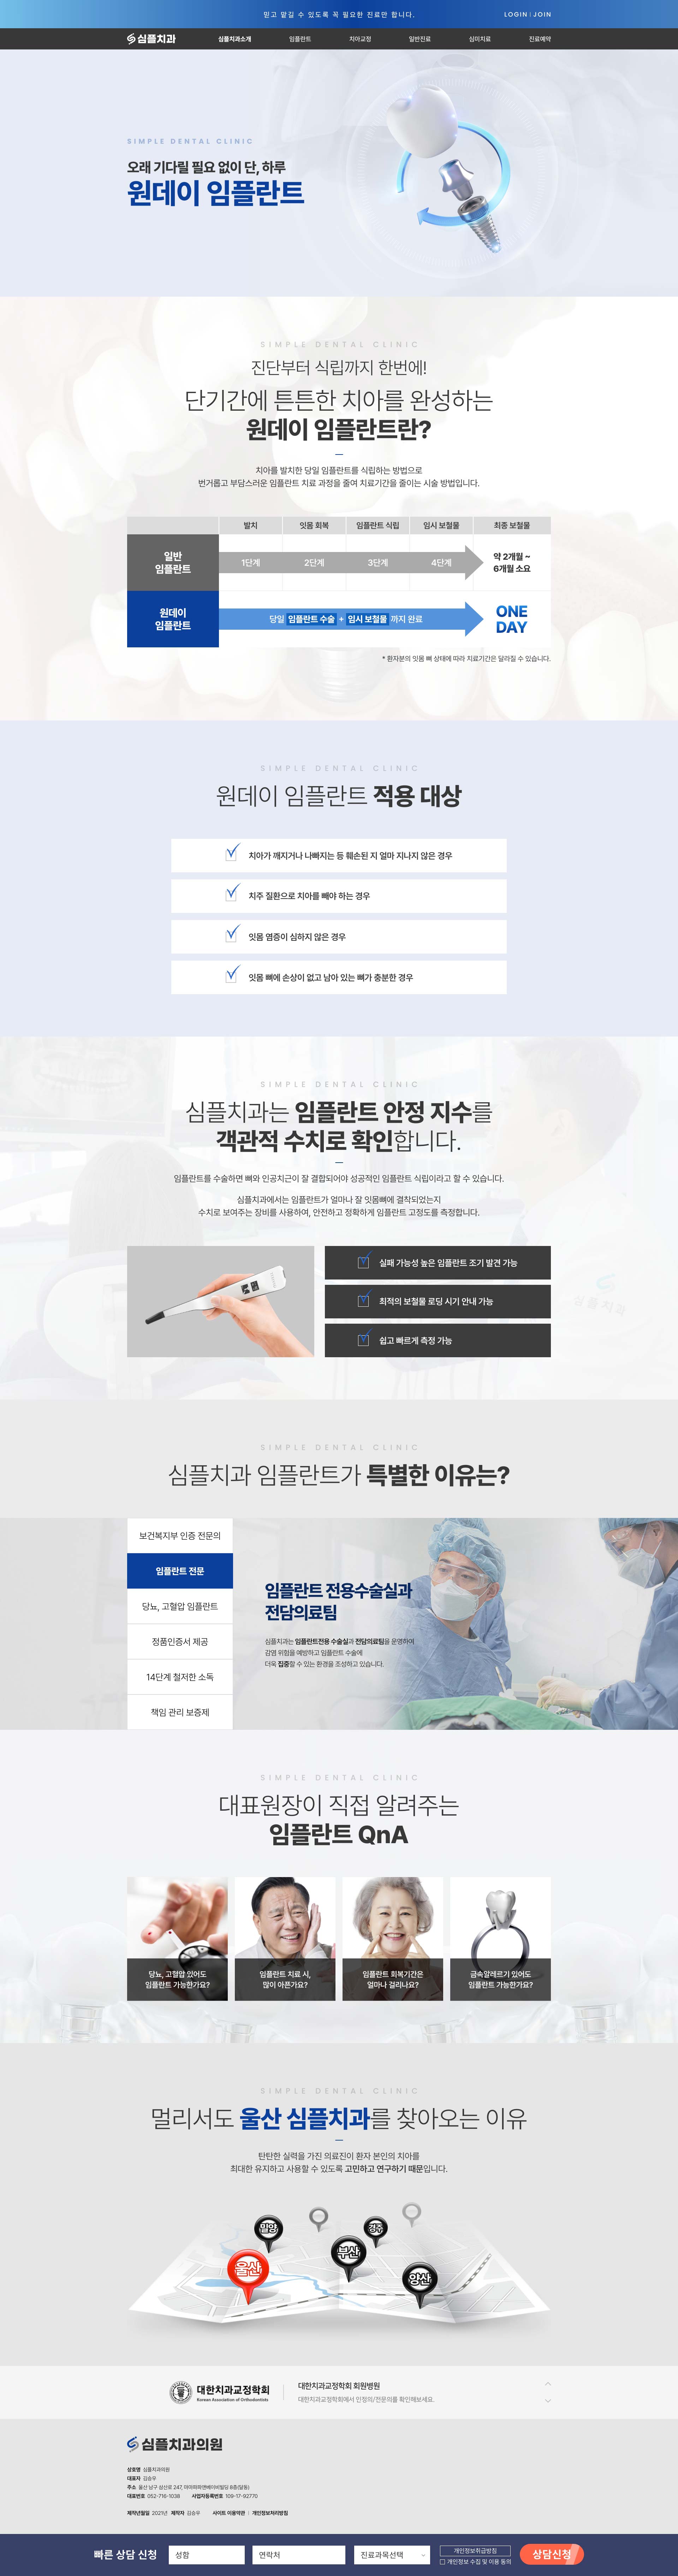 믿고 맡길 수 있도록 꼭 필요한 진료만 합니다.
LOGIN | JOIN
심플치과
심플치과소개 임플란트 치아교정 일반진료 심미치료 진료예약
SIMPLE DENTAL CLINIC
오래 기다릴 필요 없이 단, 하루
원데이 임플란트
SIMPLE DENTAL CLINIC
진단부터 식립까지 한번에!
단기간에 튼튼한 치아를 완성하는
원데이 임플란트란?
치아를 발치한 당일 임플란트를 식립하는 방법으로
번거롭고 부담스러운 임플란트 치료 과정을 줄여 치료기간을 줄이는 시술 방법입니다.
발치 잇몸 회복 임플란트 식립 임시 보철물 최종 보철물
일반
임플란트
1단계 2단계 3단계 4단계
약 2개월 ~
6개월 소요
원데이
임플란트
당일 임플란트 수술 + 임시 보철물 까지 완료
ONE
DAY
* 환자분의 잇몸 뼈 상태에 따라 치료기간은 달라질 수 있습니다.
SIMPLE DENTAL CLINIC
원데이 임플란트 적용 대상
치아가 깨지거나 나빠지는 등 훼손된 지 얼마 지나지 않은 경우
치주 질환으로 치아를 빼야 하는 경우
잇몸 염증이 심하지 않은 경우
잇몸 뼈에 손상이 없고 남아 있는 뼈가 충분한 경우
SIMPLE DENTAL CLINIC
심플치과는 임플란트 안정 지수를
객관적 수치로 확인합니다.
임플란트를 수술하면 뼈와 인공치근이 잘 결합되어야 성공적인 임플란트 식립이라고 할 수 있습니다.
심플치과에서는 임플란트가 얼마나 잘 잇몸뼈에 결착되었는지
수치로 보여주는 장비를 사용하여, 안전하고 정확하게 임플란트 고정도를 측정합니다.
실패 가능성 높은 임플란트 조기 발견 가능
최적의 보철물 로딩 시기 안내 가능
쉽고 빠르게 측정 가능
심플치과
SIMPLE DENTAL CLINIC
심플치과 임플란트가 특별한 이유는?
보건복지부 인증 전문의
임플란트 전문
당뇨, 고혈압 임플란트
정품인증서 제공
14단계 철저한 소독
책임 관리 보증제
임플란트 전용수술실과
전담의료팀
심플치과는 임플란트전용 수술실과 전담의료팀을 운영하여
감염 위험을 예방하고 임플란트 수술에
더욱 집중할 수 있는 환경을 조성하고 있습니다.
SIMPLE DENTAL CLINIC
대표원장이 직접 알려주는
임플란트 QnA
당뇨, 고혈압 있어도
임플란트 가능한가요?
임플란트 치료 시,
많이 아픈가요?
임플란트 회복기간은
얼마나 걸리나요?
금속알레르기 있어도
임플란트 가능한가요?
SIMPLE DENTAL CLINIC
멀리서도 울산 심플치과를 찾아오는 이유
탄탄한 실력을 가진 의료진이 환자 본인의 치아를
최대한 유지하고 사용할 수 있도록 고민하고 연구하기 때문입니다.
밀양
경주
부산
울산
양산
대한치과교정학회
Korean Association of Orthodontists
대한치과교정학회 회원병원
대한치과교정학회에서 인정의/전문의를 확인해보세요.
심플치과의원
상호명 심플치과의원
대표자 김승우
주소 울산 남구 삼산로 247, 아이파파앤베이비빌딩 8층(달동)
대표번호 052-716-1038 사업자등록번호 109-17-92770
제작년월일 2021년 제작자 김승우 사이트 이용약관 | 개인정보처리방침
빠른 상담 신청
성함
연락처
진료과목선택
개인정보취급방침
개인정보 수집 및 이용 동의
상담신청